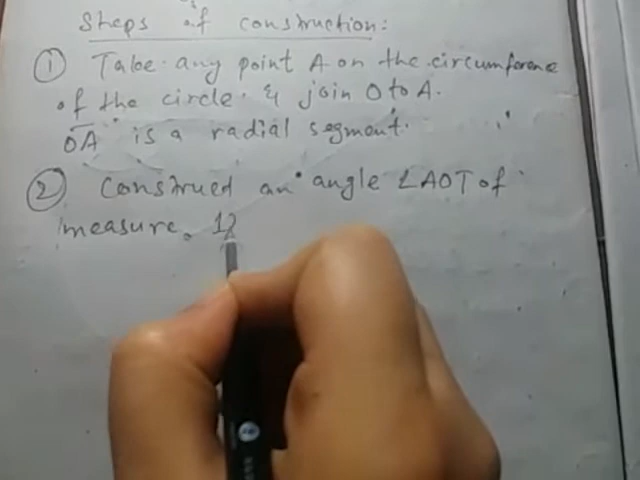 Steps of construction:
① Take any point A on the circumference
of the circle & join O to A.
OA is a radial segment.
② Construed an angle ∠AOT of
measure. 12